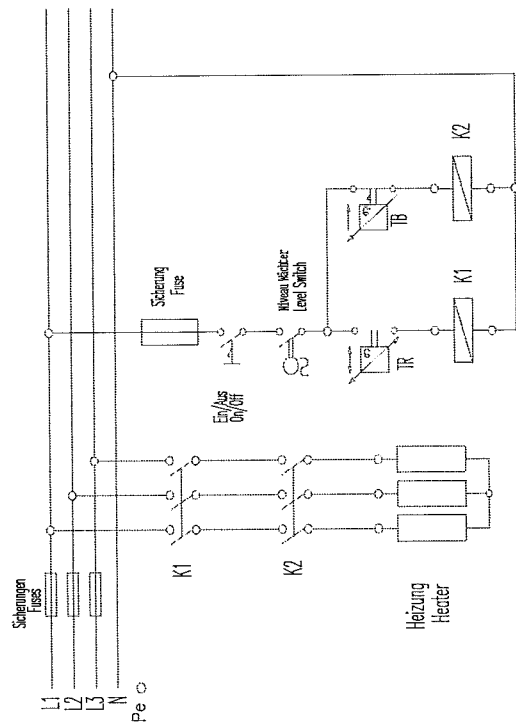 L1
L2
L3
N
Pe
Sicherungen
Fuses
K1
K2
Heizung
Heater
Sicherung
Fuse
Ein/Aus
On/Off
Niveau Wächter
Level Switch
TR
TB
K1
K2